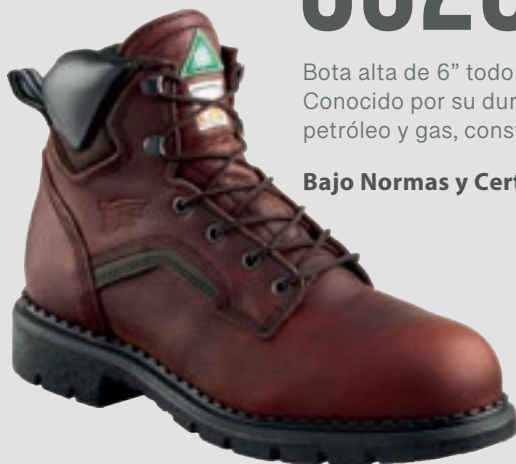 Bota alta de 6” todo
Conocido por su dur
petróleo y gas, const
Bajo Normas y Cert